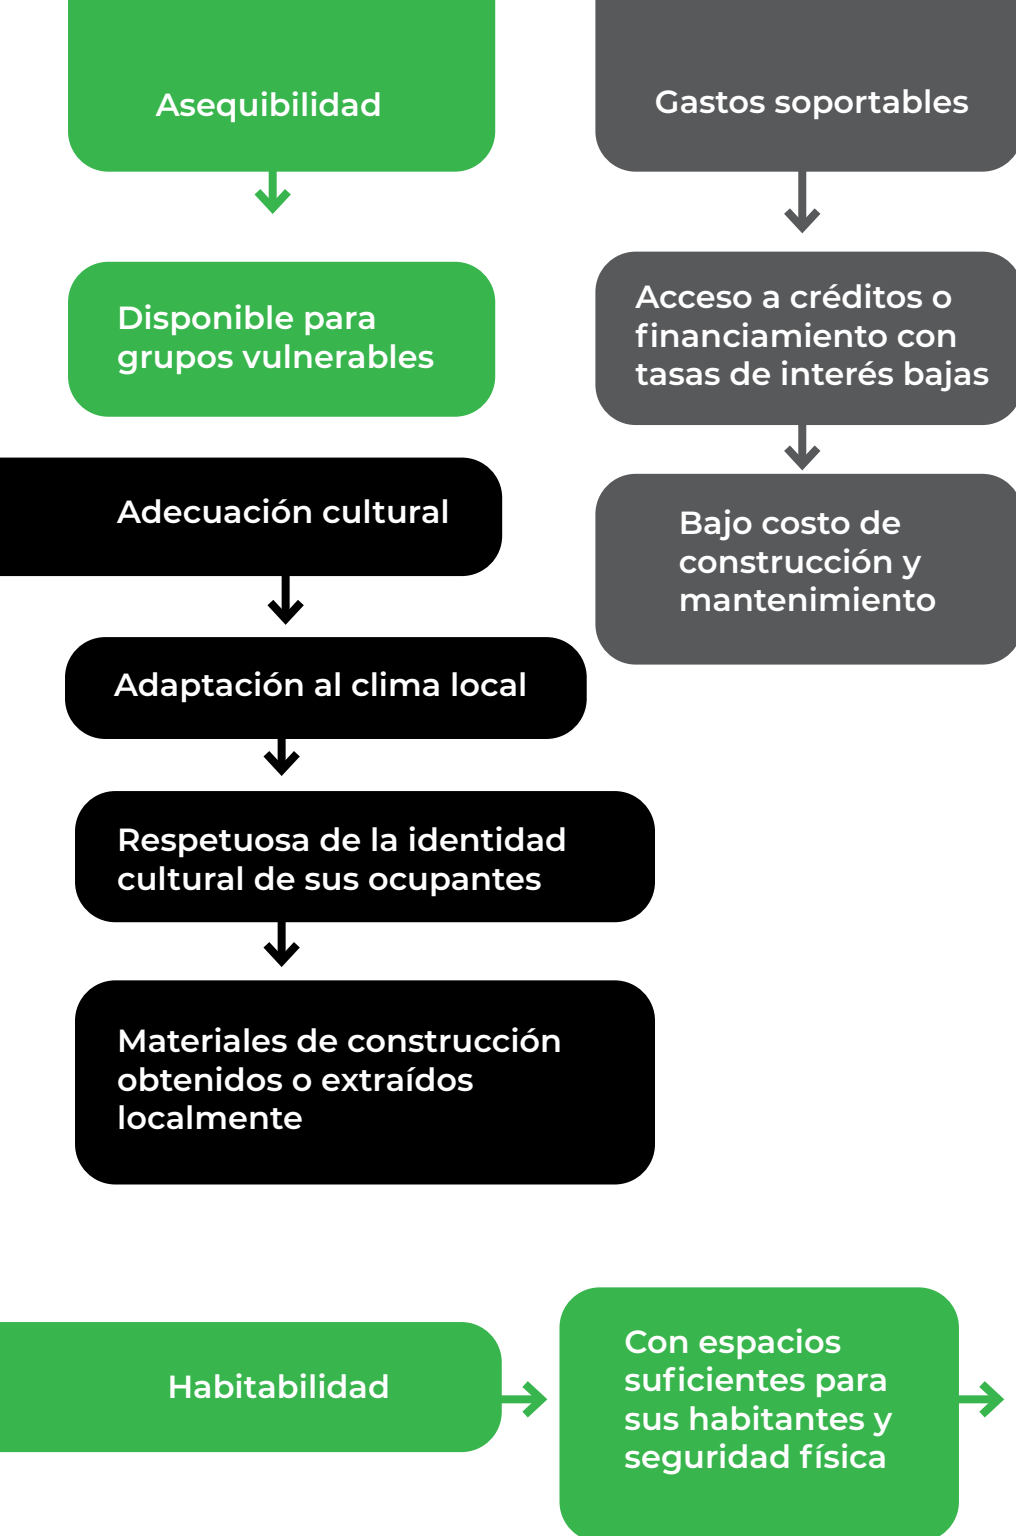 Asequibilidad
Disponible para
grupos vulnerables
Gastos soportables
Acceso a créditos o
financiamiento con
tasas de interés bajas
Bajo costo de
construcción y
mantenimiento
Adecuación cultural
Adaptación al clima local
Respetuosa de la identidad
cultural de sus ocupantes
Materiales de construcción
obtenidos o extraídos
localmente
Habitabilidad
Con espacios
suficientes para
sus habitantes y
seguridad física